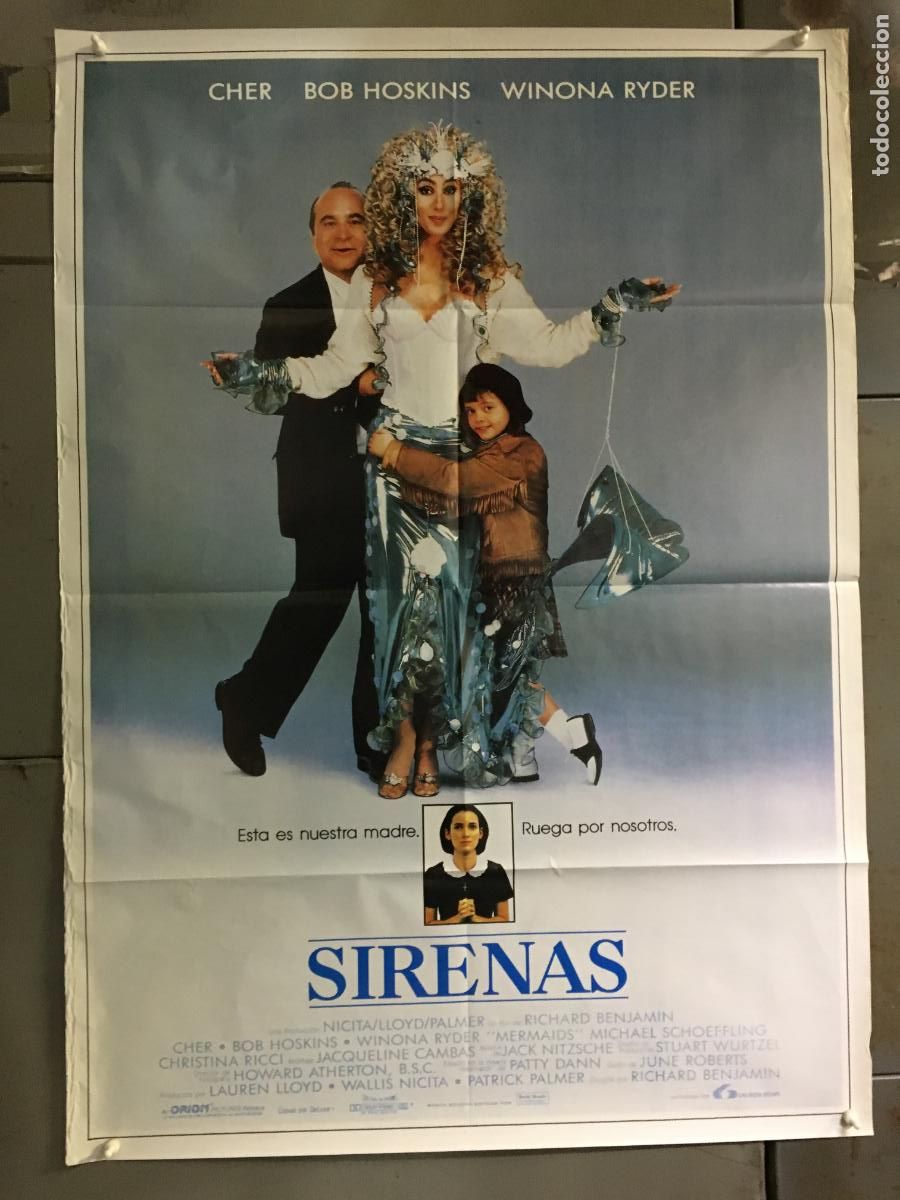 CHER BOB HOSKINS WINONA RYDER
todocoleccion
Esta es nuestra madre. Ruega por nosotros.
SIRENAS
NICITA/LLOYD/PALMER RICHARD BENJAMIN
CHER • BOB HOSKINS • WINONA RYDER "MERMAIDS" MICHAEL SCHOEFFLING
CHRISTINA RICCI JACQUELINE CAMBAS JACK NITZSCHE STUART WURTZEL
HOWARD ATHERTON, B.S.C. PATTY DANN JUNE ROBERTS
LAUREN LLOYD • WALLIS NICITA • PATRICK PALMER RICHARD BENJAMIN
ORION